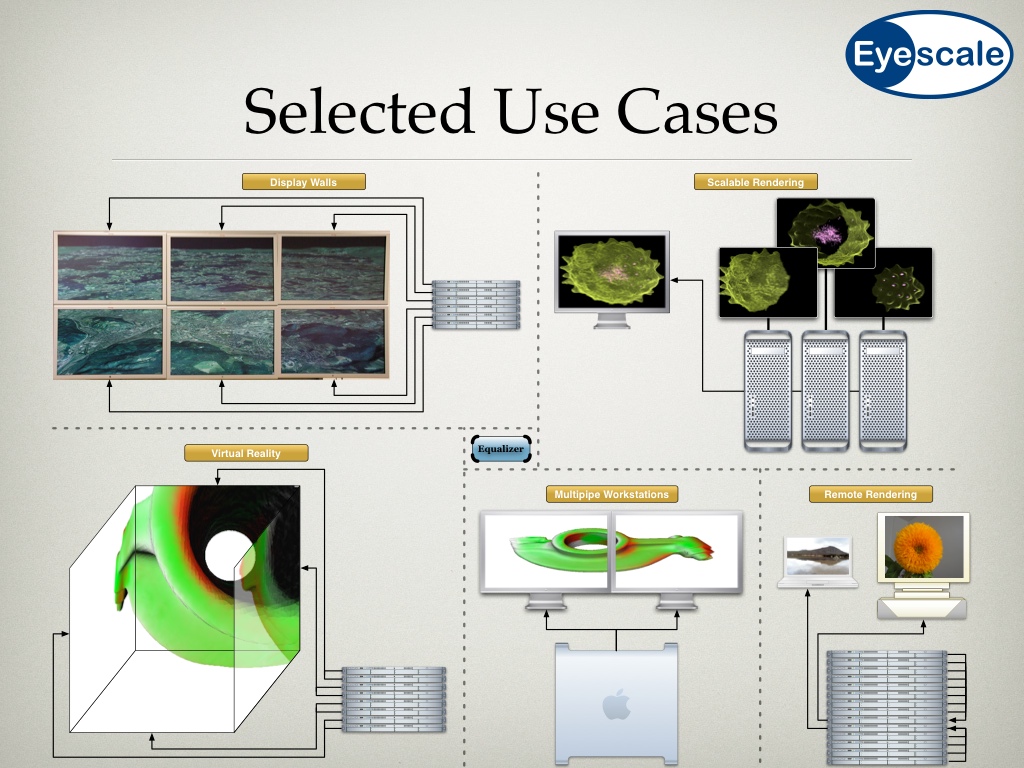 Eyescale
Selected Use Cases
Display Walls
Scalable Rendering
Virtual Reality
Equalizer
Multipipe Workstations
Remote Rendering